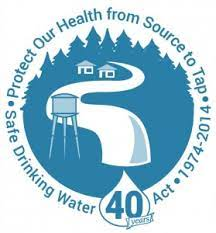 • Protect Our Health from Source to Tap •
Safe Drinking Water Act • 1974-2014 •
40
years